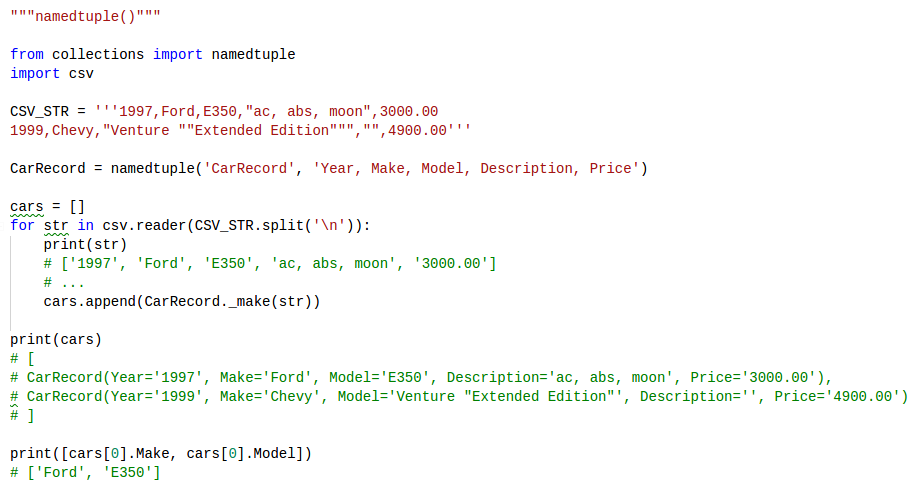 """namedtuple()"""

from collections import namedtuple
import csv

CSV_STR = '''1997,Ford,E350,"ac, abs, moon",3000.00
1999,Chevy,"Venture ""Extended Edition""","",4900.00'''

CarRecord = namedtuple('CarRecord', 'Year, Make, Model, Description, Price')

cars = []
for str in csv.reader(CSV_STR.split('\n')):
    print(str)
    # ['1997', 'Ford', 'E350', 'ac, abs, moon', '3000.00']
    # ...
    cars.append(CarRecord._make(str))

print(cars)
# [
# CarRecord(Year='1997', Make='Ford', Model='E350', Description='ac, abs, moon', Price='3000.00'),
# CarRecord(Year='1999', Make='Chevy', Model='Venture "Extended Edition"', Description='', Price='4900.00')
# ]

print([cars[0].Make, cars[0].Model])
# ['Ford', 'E350']